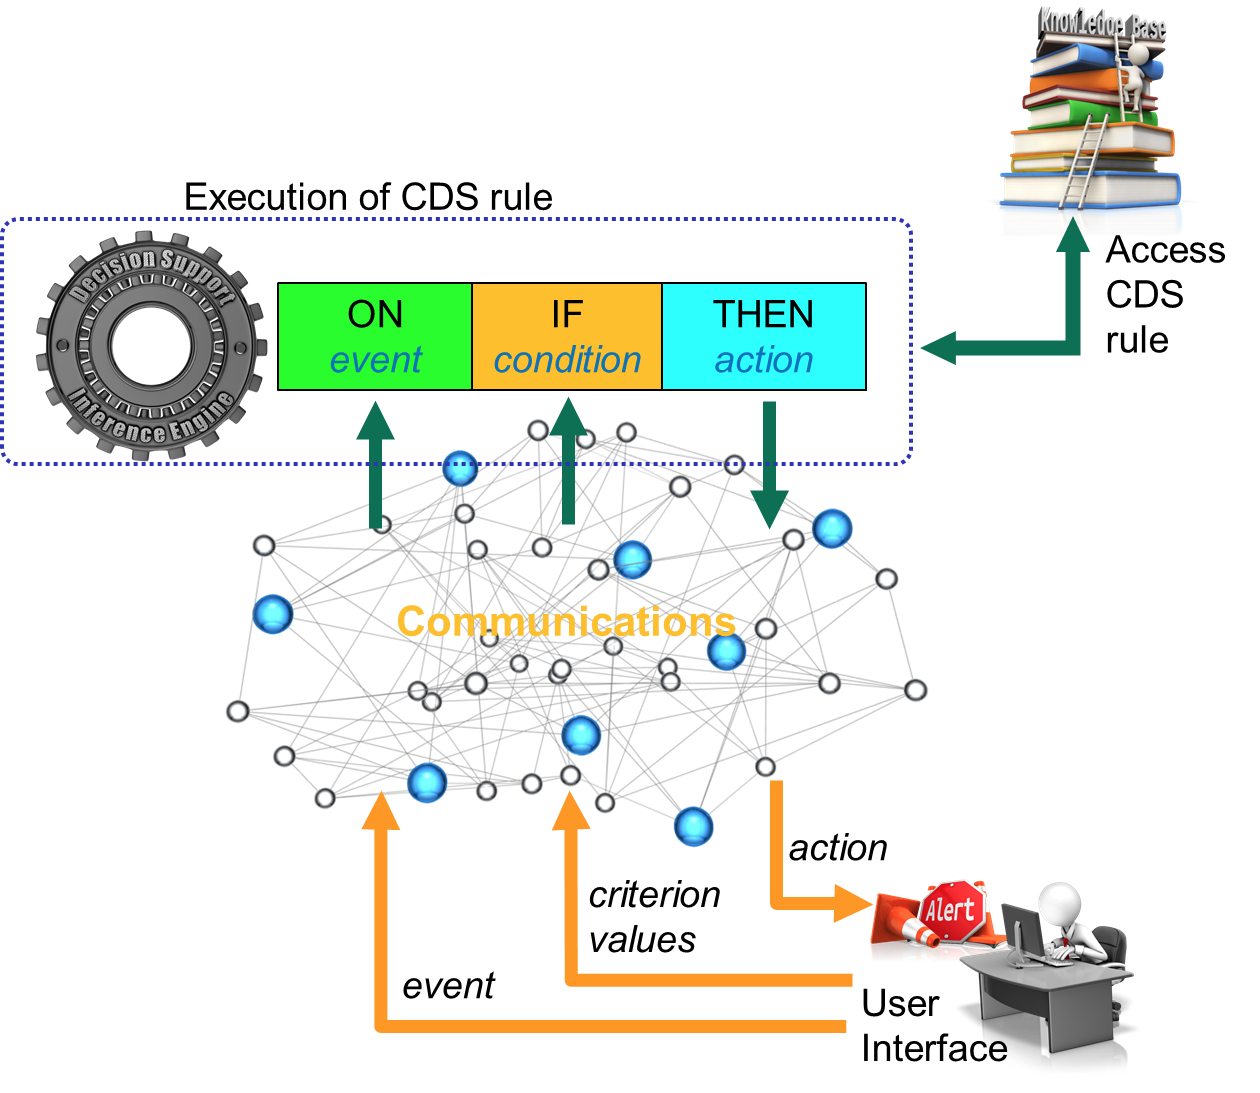 Knowledge Base
Execution of CDS rule
Decision Support
Inference Engine
ON
event
IF
condition
THEN
action
Access
CDS
rule
Communications
action
Alert
criterion
values
event
User
Interface